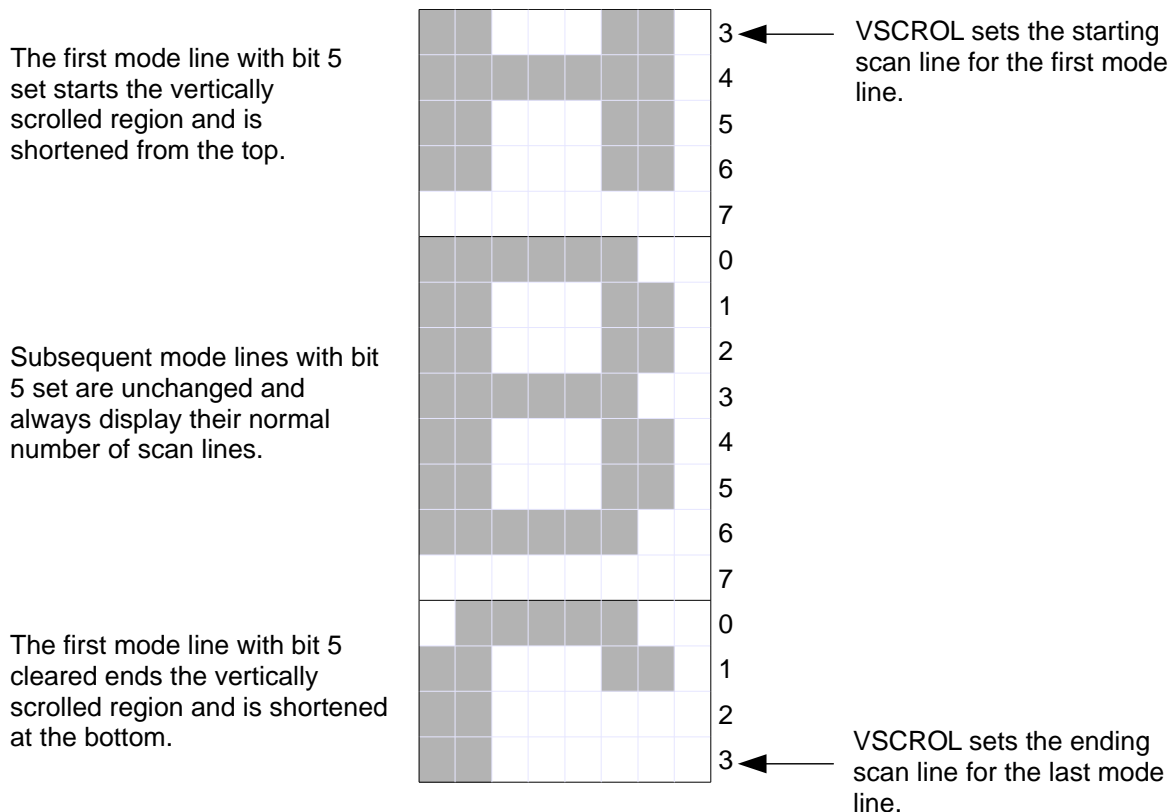 The first mode line with bit 5
set starts the vertically
scrolled region and is
shortened from the top.
3
4
5
6
7
VSCROL sets the starting
scan line for the first mode
line.
Subsequent mode lines with bit
5 set are unchanged and
always display their normal
number of scan lines.
0
1
2
3
4
5
6
7
The first mode line with bit 5
cleared ends the vertically
scrolled region and is shortened
at the bottom.
0
1
2
3
VSCROL sets the ending
scan line for the last mode
line.